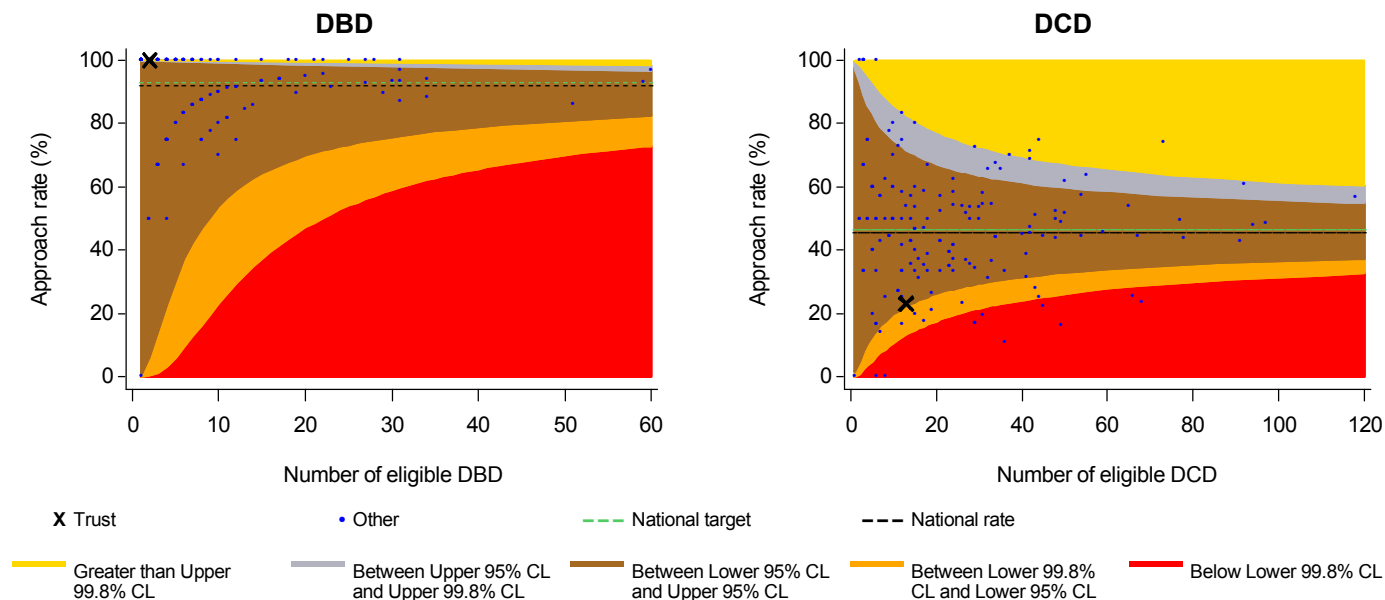 DBD
DCD
Approach rate (%)
100
80
60
40
20
0
0 10 20 30 40 50 60
Number of eligible DBD
Approach rate (%)
100
80
60
40
20
0
0 20 40 60 80 100 120
Number of eligible DCD
X Trust
Other
National target
National rate
Greater than Upper
99.8% CL
Between Upper 95% CL
and Upper 99.8% CL
Between Lower 95% CL
and Upper 95% CL
Between Lower 99.8%
CL and Lower 95% CL
Below Lower 99.8% CL